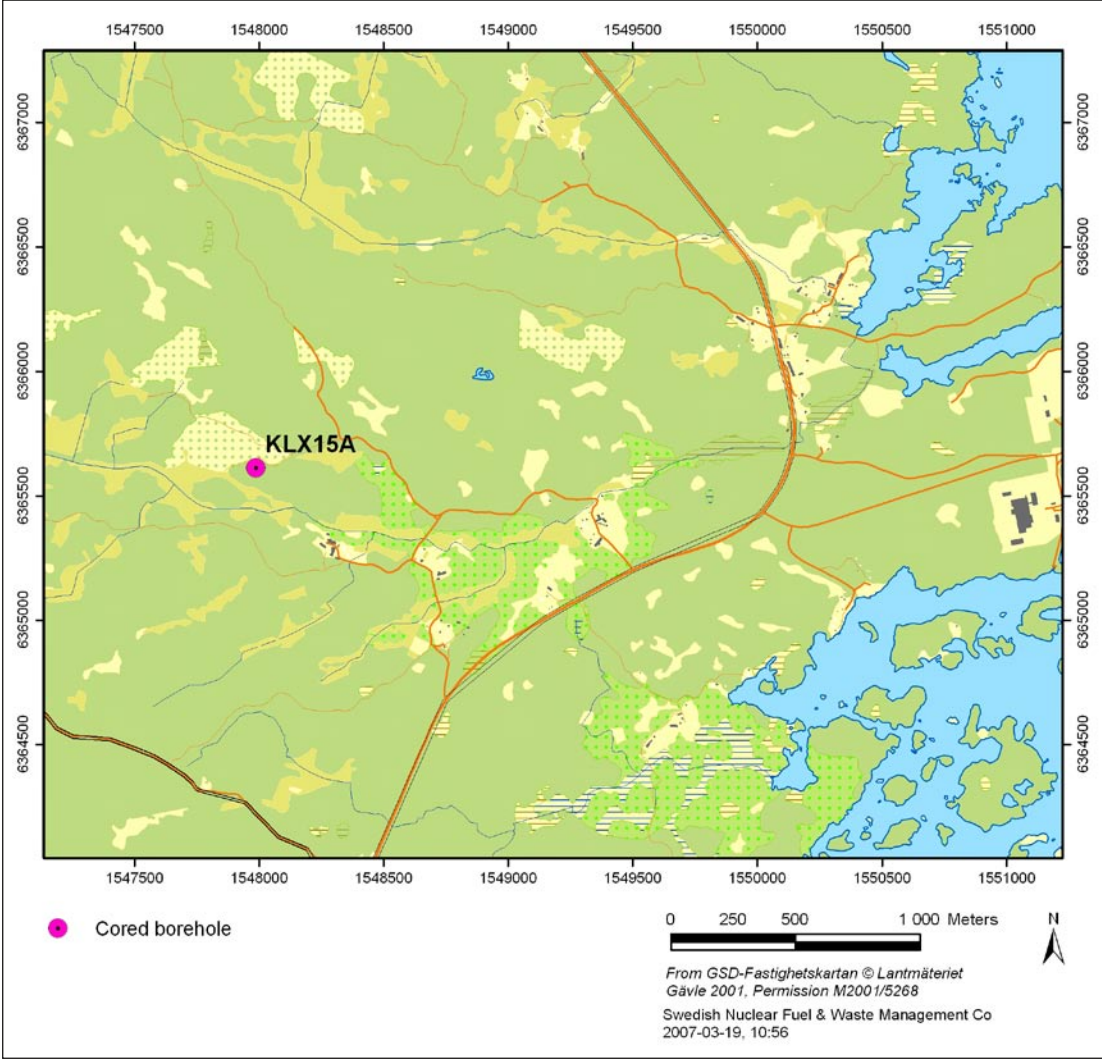 1547500 1548000 1548500 1549000 1549500 1550000 1550500 1551000
6367000 6367000
6366500 6366500
6366000 6366000
KLX15A
6365500 6365500
6365000 6365000
6364500 6364500
1547500 1548000 1548500 1549000 1549500 1550000 1550500 1551000
Cored borehole
0 250 500 1 000 Meters
N
From GSD-Fastighetskartan © Lantmäteriet
Gävle 2001, Permission M2001/5268
Swedish Nuclear Fuel & Waste Management Co
2007-03-19, 10:56